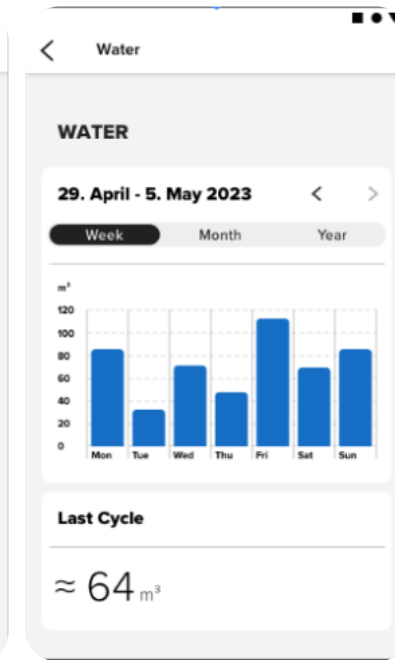 Water
WATER
29. April - 5. May 2023
Week Month Year
m³
120
100
80
60
40
20
0
Mon Tue Wed Thu Fri Sat Sun
Last Cycle
≈ 64 m³